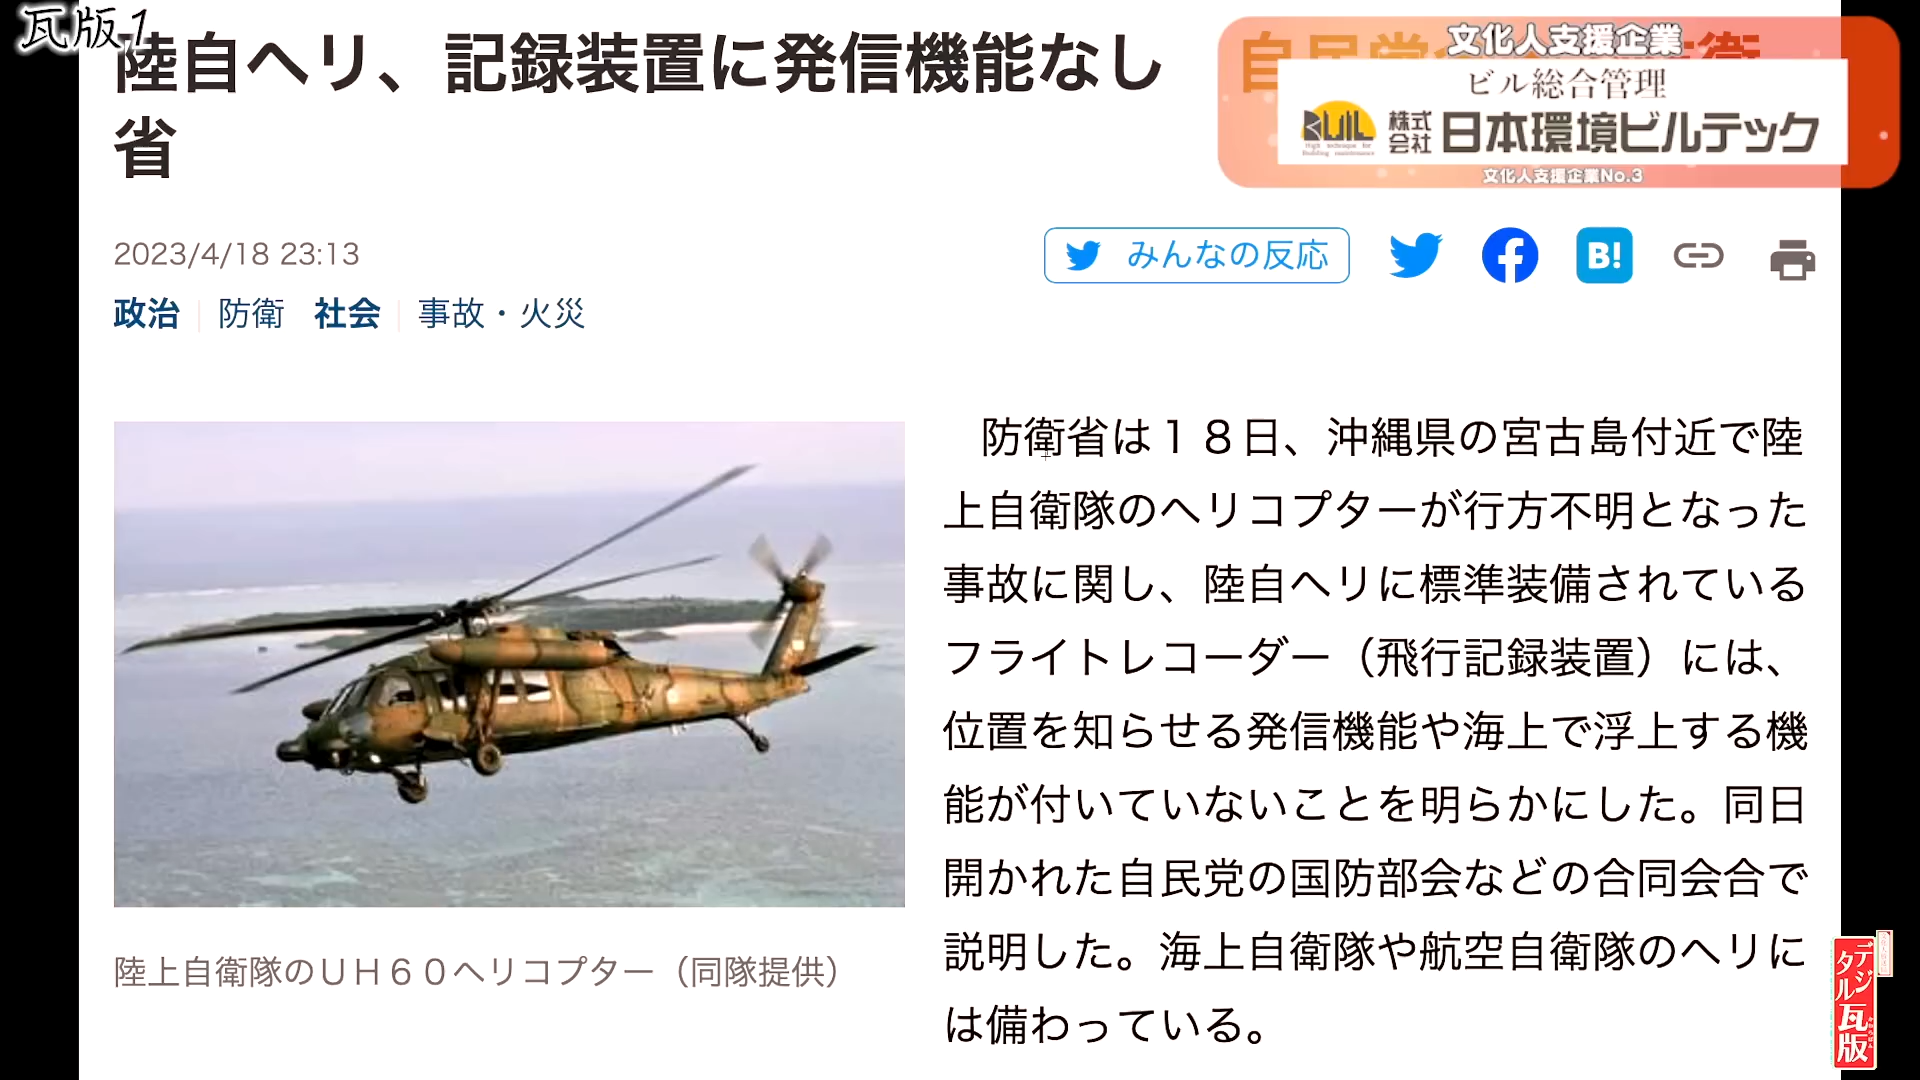 瓦版1
陸自ヘリ、記録装置に発信機能なし
省
文化人支援企業
ビル総合管理
BUIL
High technique for
Building maintenance
株式会社 日本環境ビルテック
文化人支援企業No.3
2023/4/18 23:13
みんなの反応
B!
政治 防衛 社会 事故・火災
防衛省は１８日、沖縄県の宮古島付近で陸
上自衛隊のヘリコプターが行方不明となった
事故に関し、陸自ヘリに標準装備されている
フライトレコーダー（飛行記録装置）には、
位置を知らせる発信機能や海上で浮上する機
能が付いていないことを明らかにした。同日
開かれた自民党の国防部会などの合同会合で
説明した。海上自衛隊や航空自衛隊のヘリに
は備わっている。
陸上自衛隊のＵＨ６０ヘリコプター（同隊提供）
デジタル瓦版